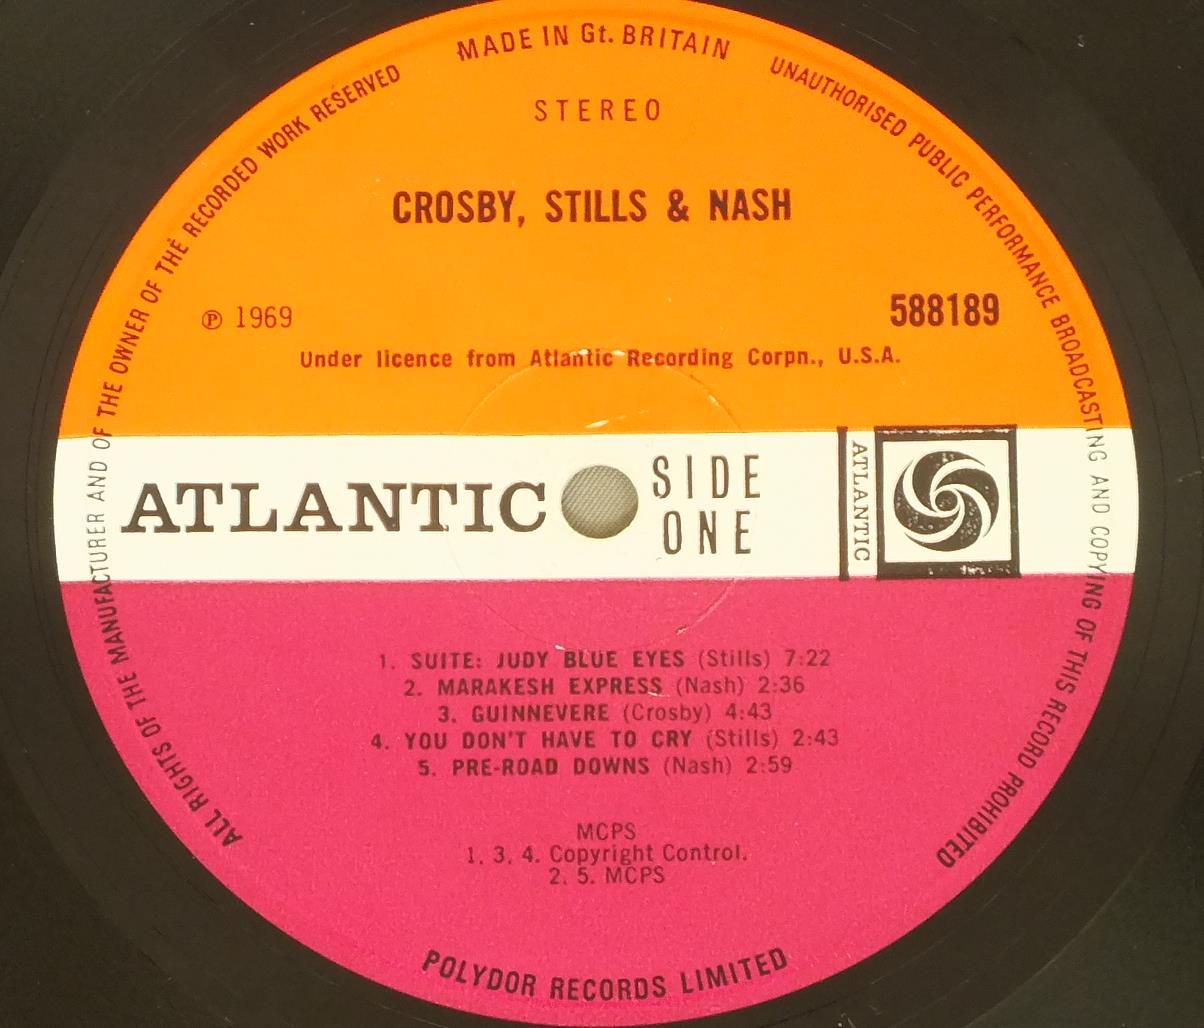 MADE IN Gt. BRITAIN
UNAUTHORISED PUBLIC PERFORMANCE BROADCASTING AND COPYING OF THIS RECORD PROHIBITED
ALL RIGHTS OF THE MANUFACTURER AND OF THE OWNER OF THE RECORDED WORK RESERVED
STEREO
CROSBY, STILLS & NASH
℗ 1969
588189
Under licence from Atlantic Recording Corpn., U.S.A.
ATLANTIC
SIDE
ONE
ATLANTIC
1. SUITE: JUDY BLUE EYES (Stills) 7:22
2. MARAKESH EXPRESS (Nash) 2:36
3. GUINNEVERE (Crosby) 4:43
4. YOU DON'T HAVE TO CRY (Stills) 2:43
5. PRE-ROAD DOWNS (Nash) 2:59
MCPS
1. 3. 4. Copyright Control.
2. 5. MCPS
POLYDOR RECORDS LIMITED